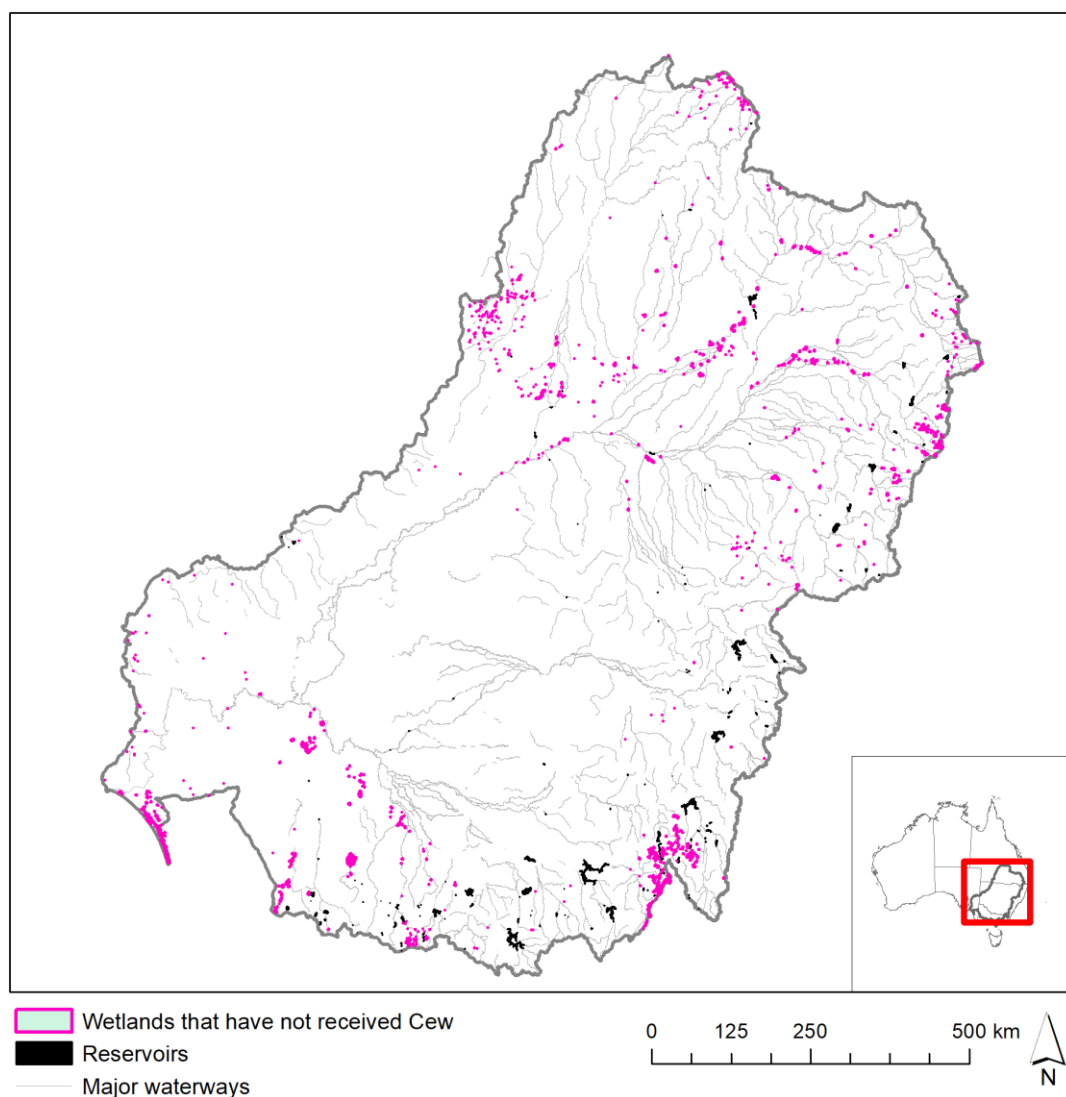 Wetlands that have not received Cew
Reservoirs
Major waterways
0 125 250 500 km
N